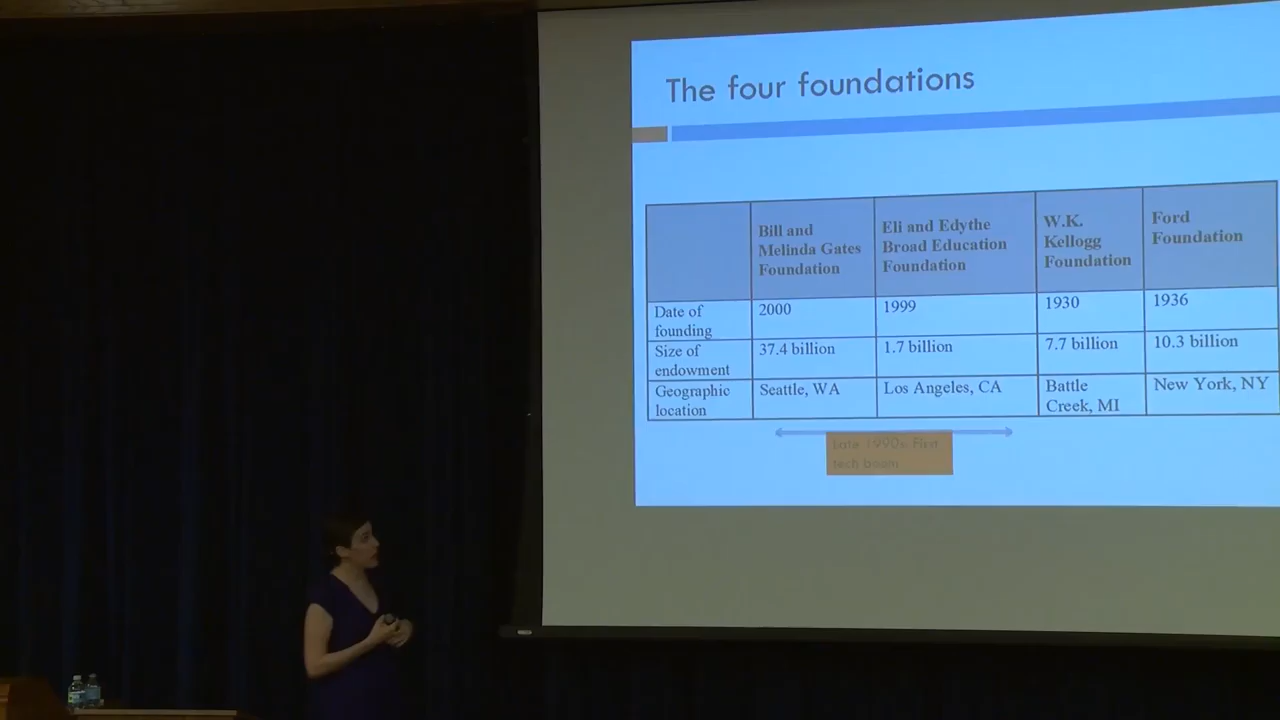 The four foundations
Bill and
Melinda Gates
Foundation
Eli and Edythe
Broad Education
Foundation
W.K.
Kellogg
Foundation
Ford
Foundation
Date of
founding
2000
1999
1930
1936
Size of
endowment
37.4 billion
1.7 billion
7.7 billion
10.3 billion
Geographic
location
Seattle, WA
Los Angeles, CA
Battle
Creek, MI
New York, NY
Late 1990s: First
tech boom